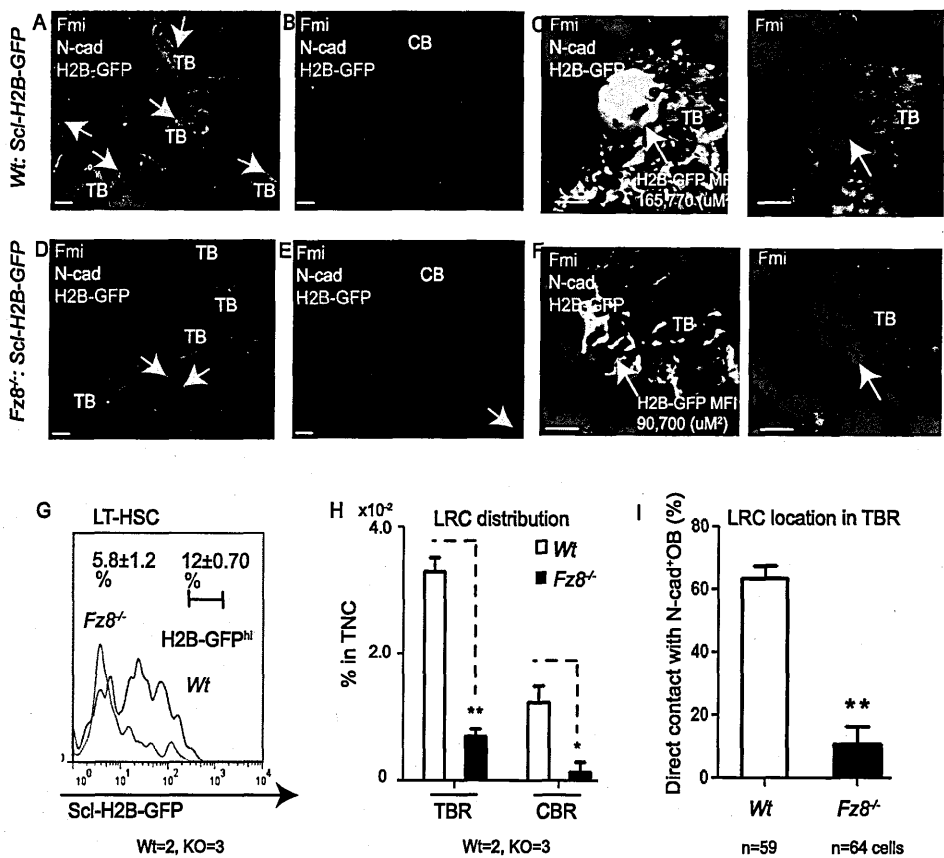 Wt: Scl-H2B-GFP
A
Fmi
N-cad
H2B-GFP
TB
TB
TB
TB
B
Fmi
N-cad
H2B-GFP
CB
C
Fmi
N-cad
H2B-GFP
TB
H2B-GFP MF
165,770 (uM²
Fmi
TB
Fz8-/-: Scl-H2B-GFP
D
Fmi
N-cad
H2B-GFP
TB
TB
TB
TB
E
Fmi
N-cad
H2B-GFP
CB
F
Fmi
N-cad
H2B-GFP
TB
H2B-GFP MFI
90,700 (uM²)
Fmi
TB
G
LT-HSC
5.8±1.2
%
12±0.70
%
Fz8-/-
H2B-GFPhi
Wt
10⁰ 10¹ 10² 10³ 10⁴
Scl-H2B-GFP
Wt=2, KO=3
H
x10-2
LRC distribution
Wt
Fz8-/-
% in TNC
4.0
2.0
0
**
*
TBR
CBR
Wt=2, KO=3
I
LRC location in TBR
Direct contact with N-cad+OB (%)
80
60
40
20
0
**
Wt
Fz8-/-
n=59
n=64 cells